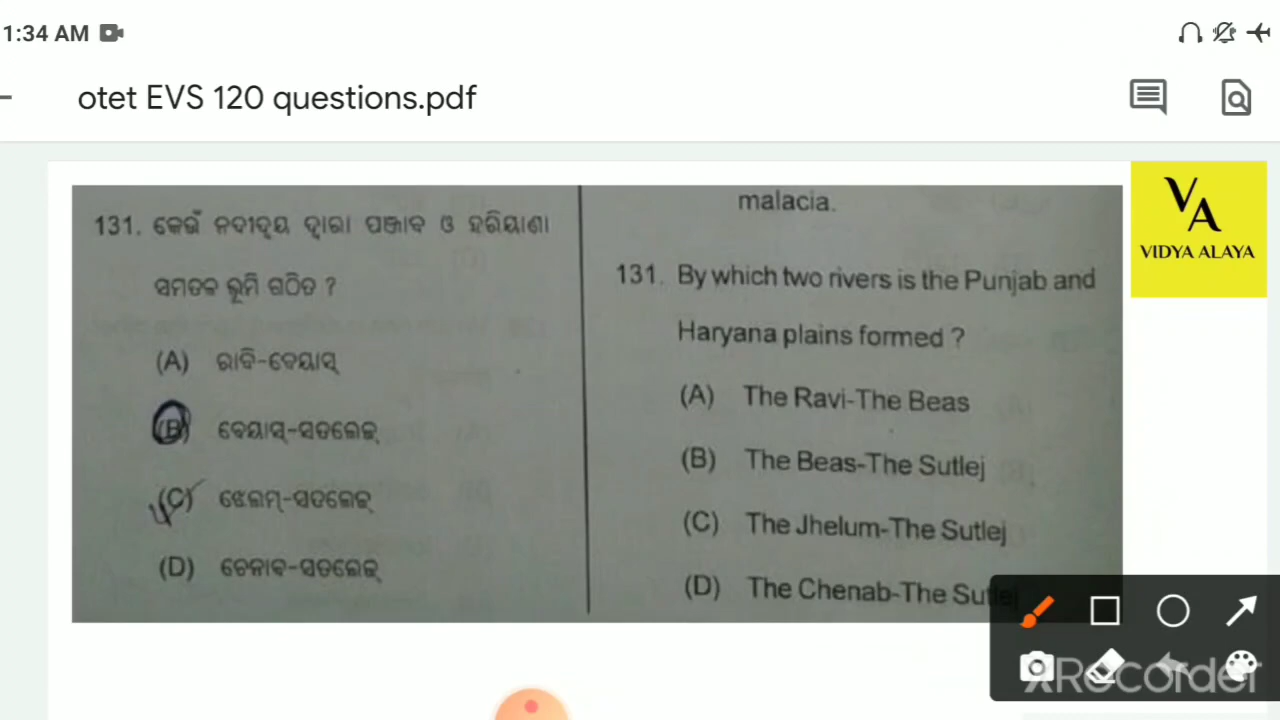 1:34 AM
otet EVS 120 questions.pdf
VA
VIDYA ALAYA
131. କେଉଁ ନଦୀଦ୍ୱୟ ଦ୍ୱାରା ପଞ୍ଜାବ ଓ ହରିୟାଣା
ସମତଳ ଭୂମି ଗଠିତ ?
(A) ରାବି-ବେୟାସ୍
(B) ବେୟାସ୍-ସତଲେଜ୍
(C) ଝେଲମ୍-ସତଲେଜ୍
(D) ଚେନାବ-ସତଲେଜ୍
malacia.
131. By which two rivers is the Punjab and
Haryana plains formed ?
(A) The Ravi-The Beas
(B) The Beas-The Sutlej
(C) The Jhelum-The Sutlej
(D) The Chenab-The Sutlej
XRecorder